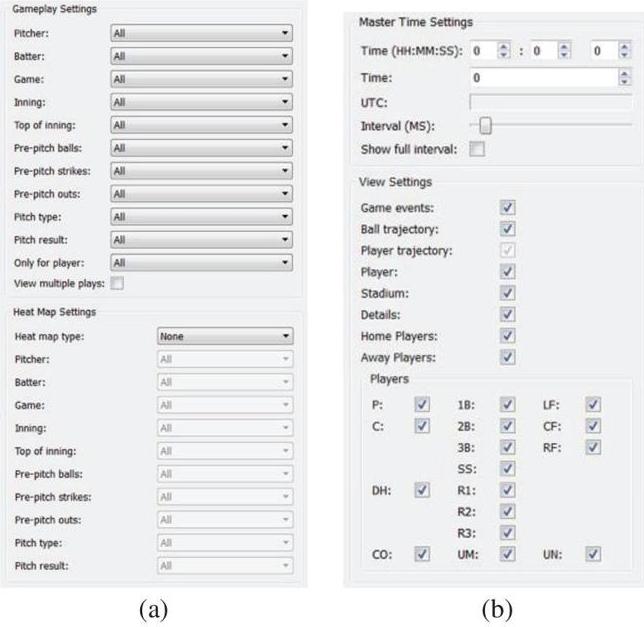 Gameplay Settings
Pitcher: All
Batter: All
Game: All
Inning: All
Top of inning: All
Pre-pitch balls: All
Pre-pitch strikes: All
Pre-pitch outs: All
Pitch type: All
Pitch result: All
Only for player: All
View multiple plays:
Heat Map Settings
Heat map type: None
Pitcher: All
Batter: All
Game: All
Inning: All
Top of inning: All
Pre-pitch balls: All
Pre-pitch strikes: All
Pre-pitch outs: All
Pitch type: All
Pitch result: All
(a)
Master Time Settings
Time (HH:MM:SS): 0 : 0 0
Time: 0
UTC:
Interval (MS):
Show full interval:
View Settings
Game events:
Ball trajectory:
Player trajectory:
Player:
Stadium:
Details:
Home Players:
Away Players:
Players
P: 1B: LF:
C: 2B: CF:
3B: RF:
SS:
DH: R1:
R2:
R3:
CO: UM: UN:
(b)